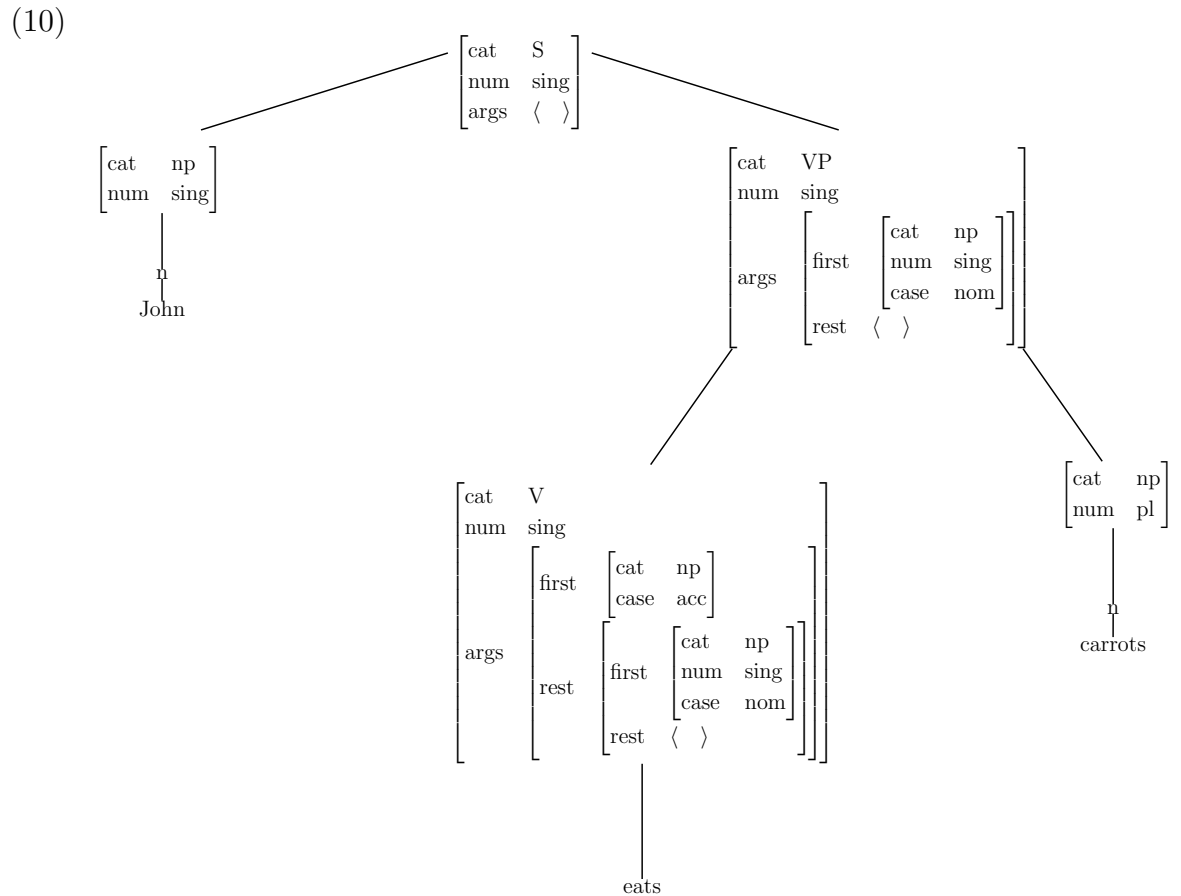 (10)
cat S
num sing
args ⟨ ⟩
cat np
num sing
n
John
cat VP
num sing
args
first
cat np
num sing
case nom
rest ⟨ ⟩
cat V
num sing
args
first
cat np
case acc
rest
first
cat np
num sing
case nom
rest ⟨ ⟩
eats
cat np
num pl
n
carrots